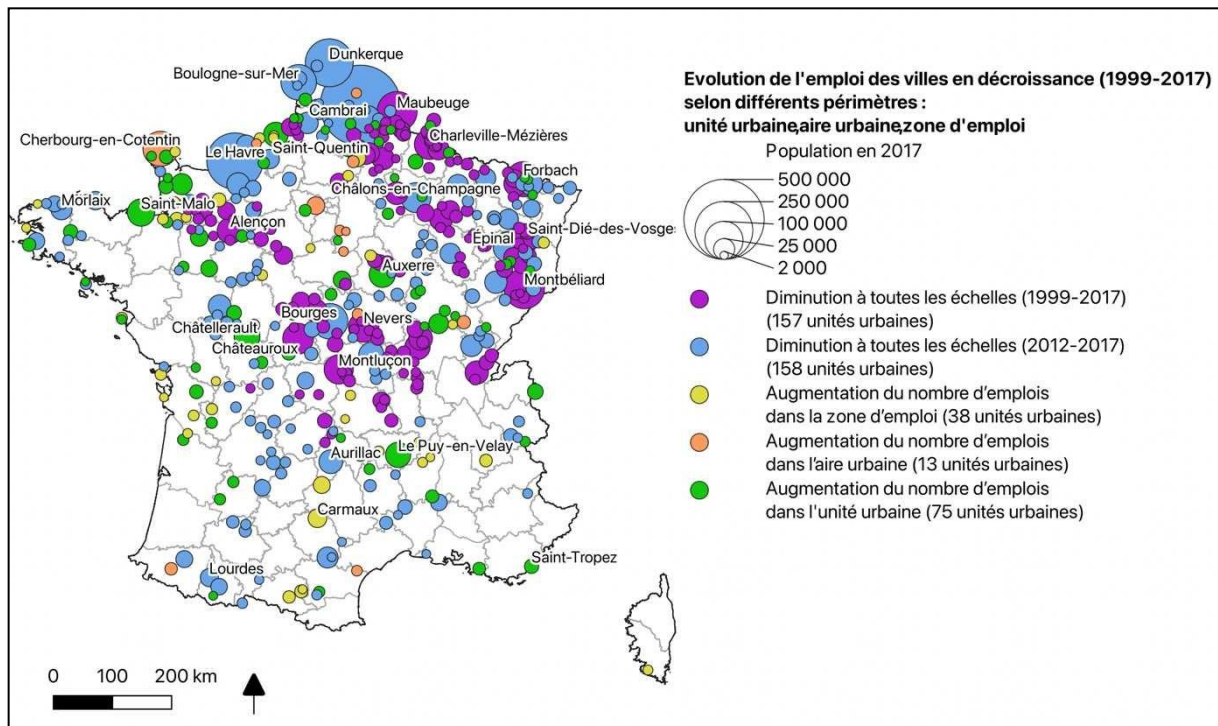 Dunkerque
Boulogne-sur-Mer
Maubeuge
Cambrai
Charleville-Mézières
Cherbourg-en-Cotentin
Saint-Quentin
Le Havre
Forbach
Châlons-en-Champagne
Morlaix
Saint-Malo
Alençon
Saint-Dié-des-Vosges
Épinal
Auxerre
Montbéliard
Bourges
Nevers
Châtellerault
Châteauroux
Montluçon
Le Puy-en-Velay
Aurillac
Carmaux
Saint-Tropez
Lourdes
0 100 200 km
Evolution de l'emploi des villes en décroissance (1999-2017)
selon différents périmètres :
unité urbaine,aire urbaine,zone d'emploi
Population en 2017
500 000
250 000
100 000
25 000
2 000
Diminution à toutes les échelles (1999-2017)
(157 unités urbaines)
Diminution à toutes les échelles (2012-2017)
(158 unités urbaines)
Augmentation du nombre d'emplois
dans la zone d'emploi (38 unités urbaines)
Augmentation du nombre d'emplois
dans l'aire urbaine (13 unités urbaines)
Augmentation du nombre d'emplois
dans l'unité urbaine (75 unités urbaines)